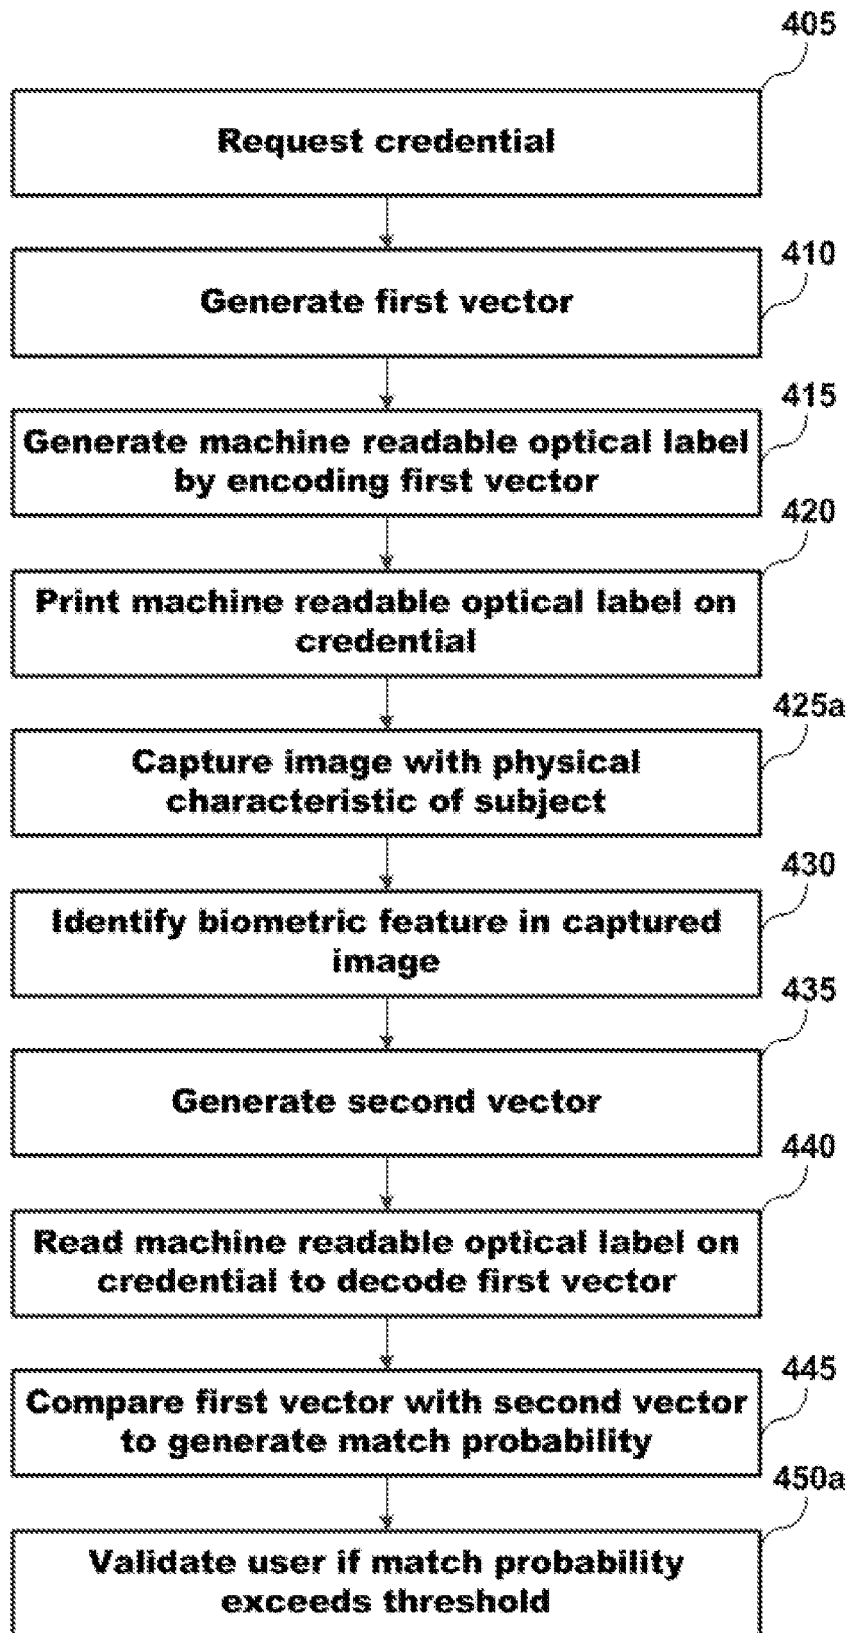 405
Request credential
410
Generate first vector
415
Generate machine readable optical label
by encoding first vector
420
Print machine readable optical label on
credential
425a
Capture image with physical
characteristic of subject
430
Identify biometric feature in captured
image
435
Generate second vector
440
Read machine readable optical label on
credential to decode first vector
445
Compare first vector with second vector
to generate match probability
450a
Validate user if match probability
exceeds threshold